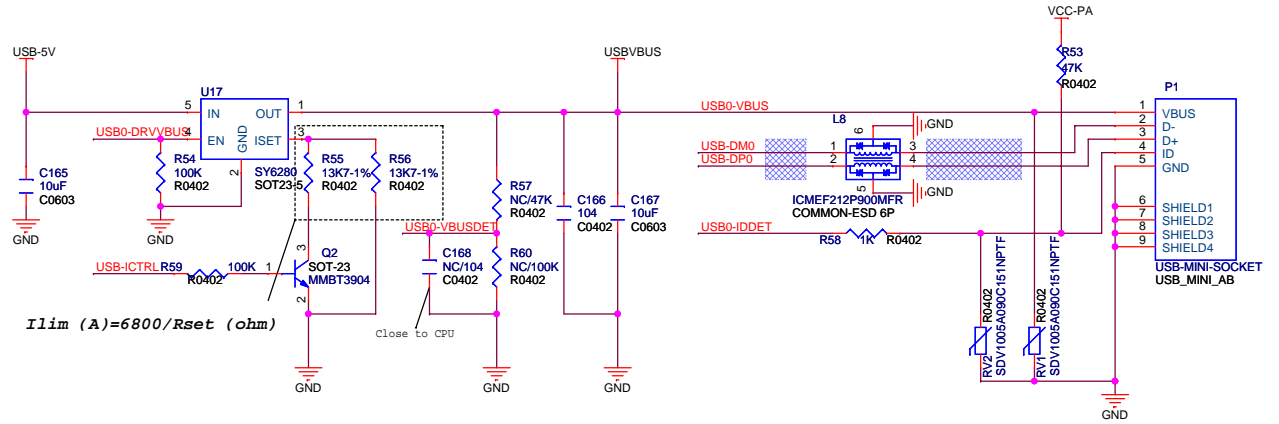 VCC-PA
USB-5V
USBVBUS
R53
47K
R0402
U17
P1
5
IN
OUT
1
USB0-VBUS
1
VBUS
USB0-DRVVBUS
4
EN
GND
ISET
3
2
L8
6
GND
2
D-
3
D+
4
ID
5
GND
USB-DM0
1
3
USB-DP0
2
4
5
GND
ICMEF212P900MFR
COMMON-ESD 6P
R54
100K
R0402
SY6280
SOT23-5
R55
13K7-1%
R0402
R56
13K7-1%
R0402
C165
10uF
C0603
GND
GND
R57
NC/47K
R0402
C166
104
C0402
C167
10uF
C0603
6
SHIELD1
7
SHIELD2
8
SHIELD3
9
SHIELD4
USB-MINI-SOCKET
USB_MINI_AB
USB0-VBUSDET
USB0-IDDET
R58
1K
R0402
USB-ICTRL
R59
R0402
100K
1
3
2
Q2
SOT-23
MMBT3904
C168
NC/104
C0402
R60
NC/100K
R0402
Ilim (A)=6800/Rset (ohm)
Close to CPU
RV2
R0402
SDV1005A090C151NPTF
RV1
R0402
SDV1005A090C151NPTF
GND
GND
GND
GND